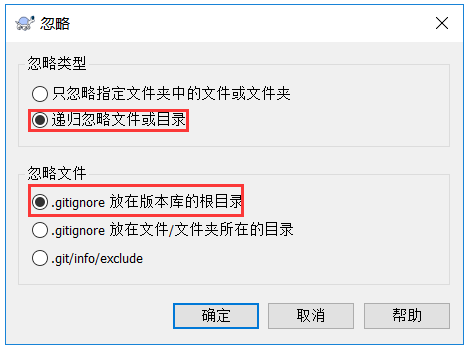 忽略
忽略类型
只忽略指定文件夹中的文件或文件夹
递归忽略文件或目录
忽略文件
.gitignore 放在版本库的根目录
.gitignore 放在文件/文件夹所在的目录
.git/info/exclude
确定 取消 帮助